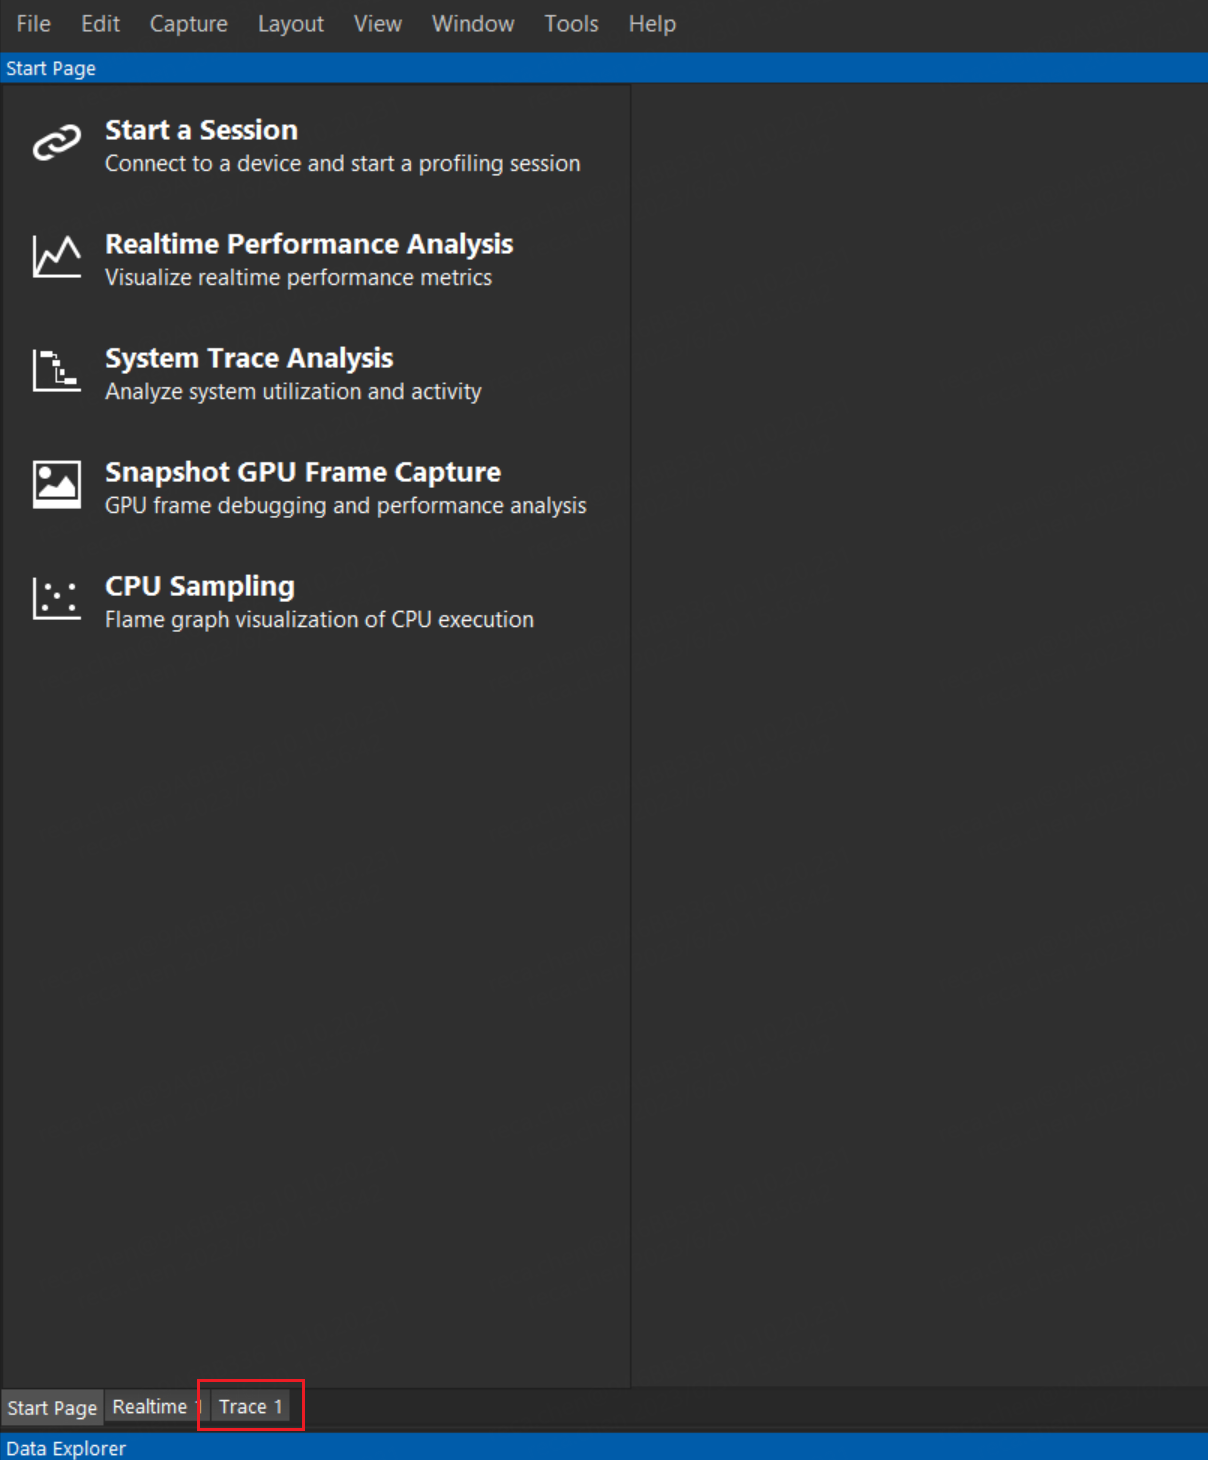 File Edit Capture Layout View Window Tools Help
Start Page
Start a Session
Connect to a device and start a profiling session
Realtime Performance Analysis
Visualize realtime performance metrics
System Trace Analysis
Analyze system utilization and activity
Snapshot GPU Frame Capture
GPU frame debugging and performance analysis
CPU Sampling
Flame graph visualization of CPU execution
Start Page Realtime 1 Trace 1
Data Explorer